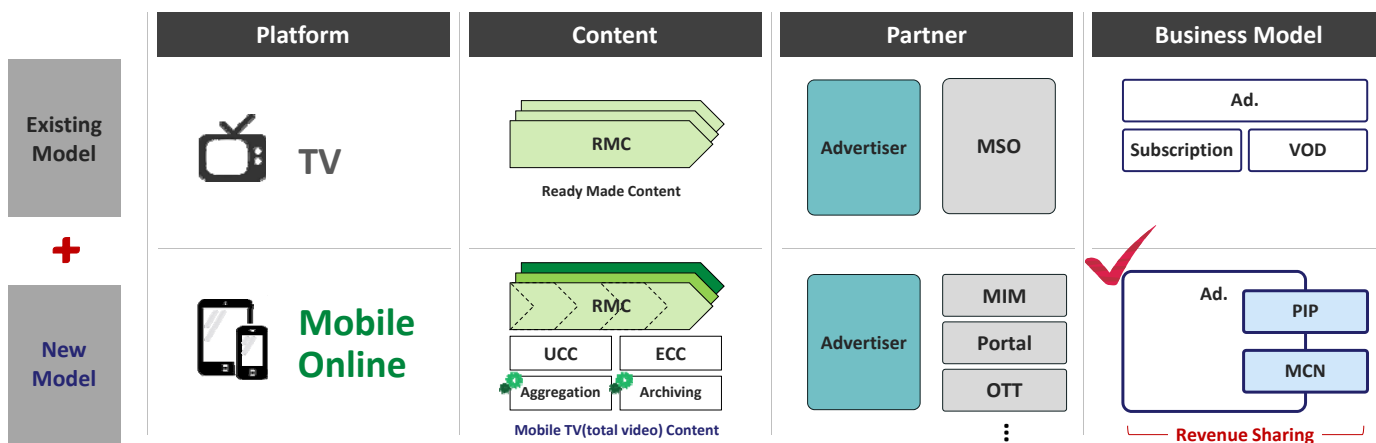 Platform
Content
Partner
Business Model
Existing
Model
TV
RMC
Ready Made Content
Advertiser
MSO
Ad.
Subscription
VOD
+
New
Model
Mobile
Online
RMC
UCC
ECC
Aggregation
Archiving
Mobile TV(total video) Content
Advertiser
MIM
Portal
OTT
Ad.
PIP
MCN
Revenue Sharing